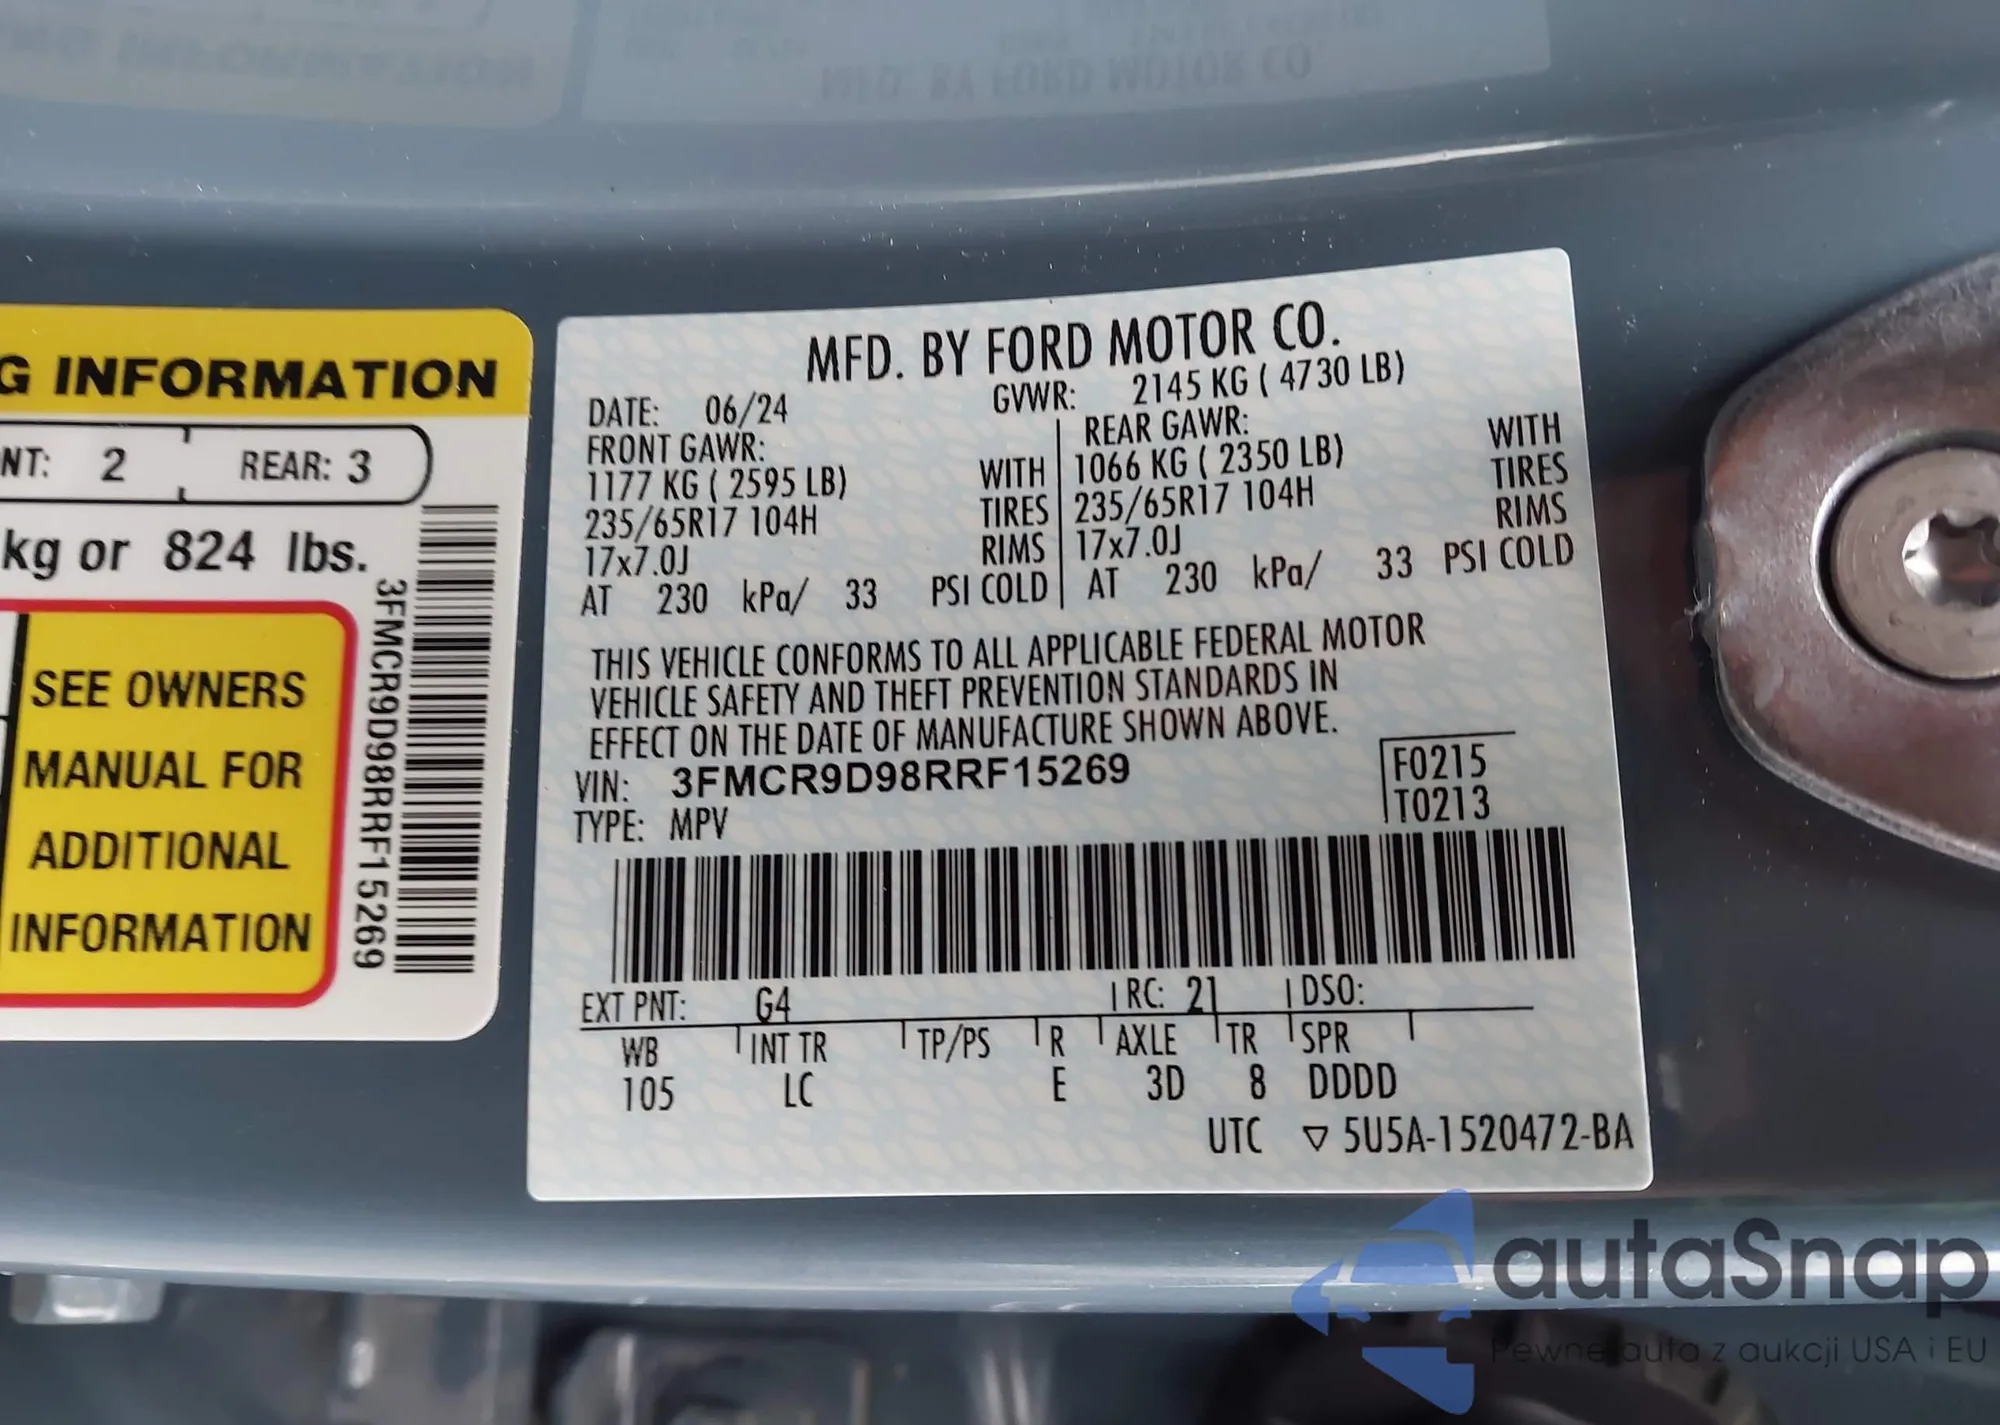 G INFORMATION
NT: 2 REAR: 3
kg or 824 lbs.
SEE OWNERS
MANUAL FOR
ADDITIONAL
INFORMATION
3FMCR9D98RRF15269
MFD. BY FORD MOTOR CO.
DATE: 06/24 GVWR: 2145 KG ( 4730 LB)
FRONT GAWR: REAR GAWR: WITH
1177 KG ( 2595 LB) WITH 1066 KG ( 2350 LB) TIRES
235/65R17 104H TIRES 235/65R17 104H RIMS
17x7.0J RIMS 17x7.0J
AT 230 kPa/ 33 PSI COLD AT 230 kPa/ 33 PSI COLD
THIS VEHICLE CONFORMS TO ALL APPLICABLE FEDERAL MOTOR
VEHICLE SAFETY AND THEFT PREVENTION STANDARDS IN
EFFECT ON THE DATE OF MANUFACTURE SHOWN ABOVE.
VIN: 3FMCR9D98RRF15269 F0215
TYPE: MPV T0213
EXT PNT: G4 RC: 21 DSO:
WB INT TR TP/PS R AXLE TR SPR
105 LC E 3D 8 DDDD
UTC ▽ 5U5A-1520472-BA
autaSnap
Pewne auta z aukcji USA i EU